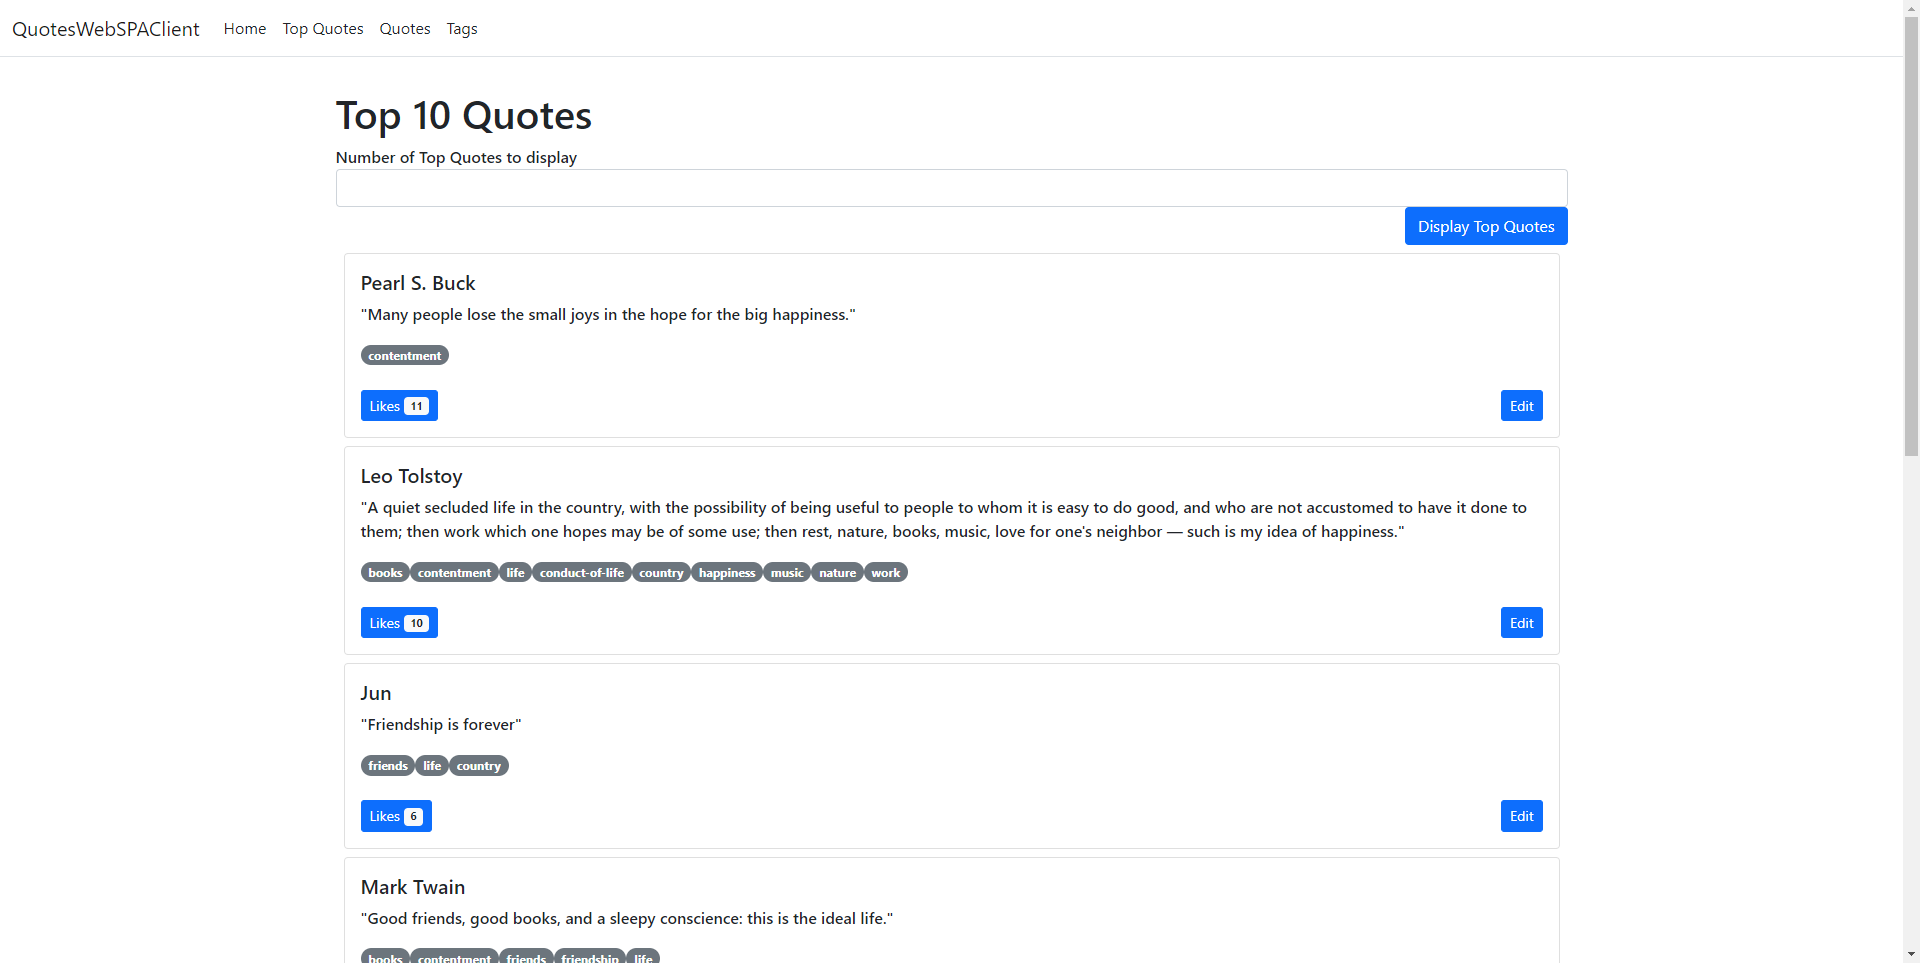 QuotesWebSPAClient Home Top Quotes Quotes Tags
Top 10 Quotes
Number of Top Quotes to display
Display Top Quotes
Pearl S. Buck
"Many people lose the small joys in the hope for the big happiness."
contentment
Likes 11 Edit
Leo Tolstoy
"A quiet secluded life in the country, with the possibility of being useful to people to whom it is easy to do good, and who are not accustomed to have it done to
them; then work which one hopes may be of some use; then rest, nature, books, music, love for one's neighbor — such is my idea of happiness."
books contentment life conduct-of-life country happiness music nature work
Likes 10 Edit
Jun
"Friendship is forever"
friends life country
Likes 6 Edit
Mark Twain
"Good friends, good books, and a sleepy conscience: this is the ideal life."
books contentment friends friendship life